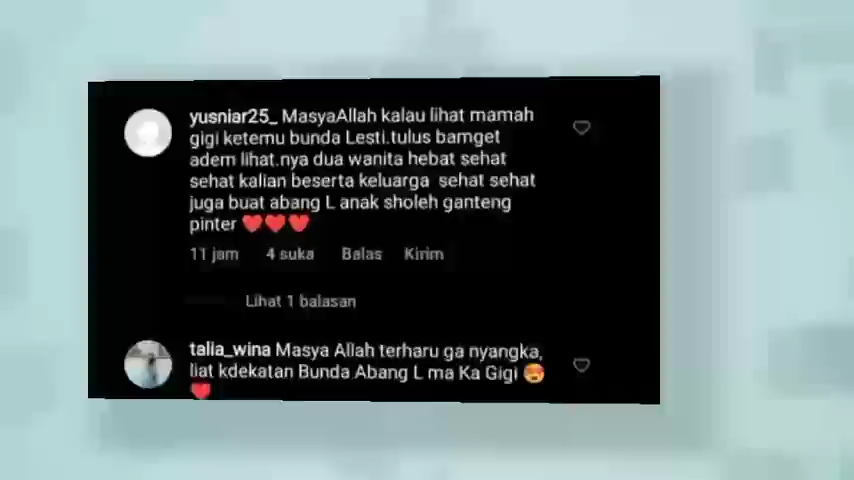 yusniar25_ MasyaAllah kalau lihat mamah
gigi ketemu bunda Lesti.tulus bamget
adem lihat.nya dua wanita hebat sehat
sehat kalian beserta keluarga sehat sehat
juga buat abang L anak sholeh ganteng
pinter ❤️❤️❤️
11 jam 4 suka Balas Kirim
Lihat 1 balasan
talia_wina Masya Allah terharu ga nyangka,
liat kdekatan Bunda Abang L ma Ka Gigi 😍
❤️